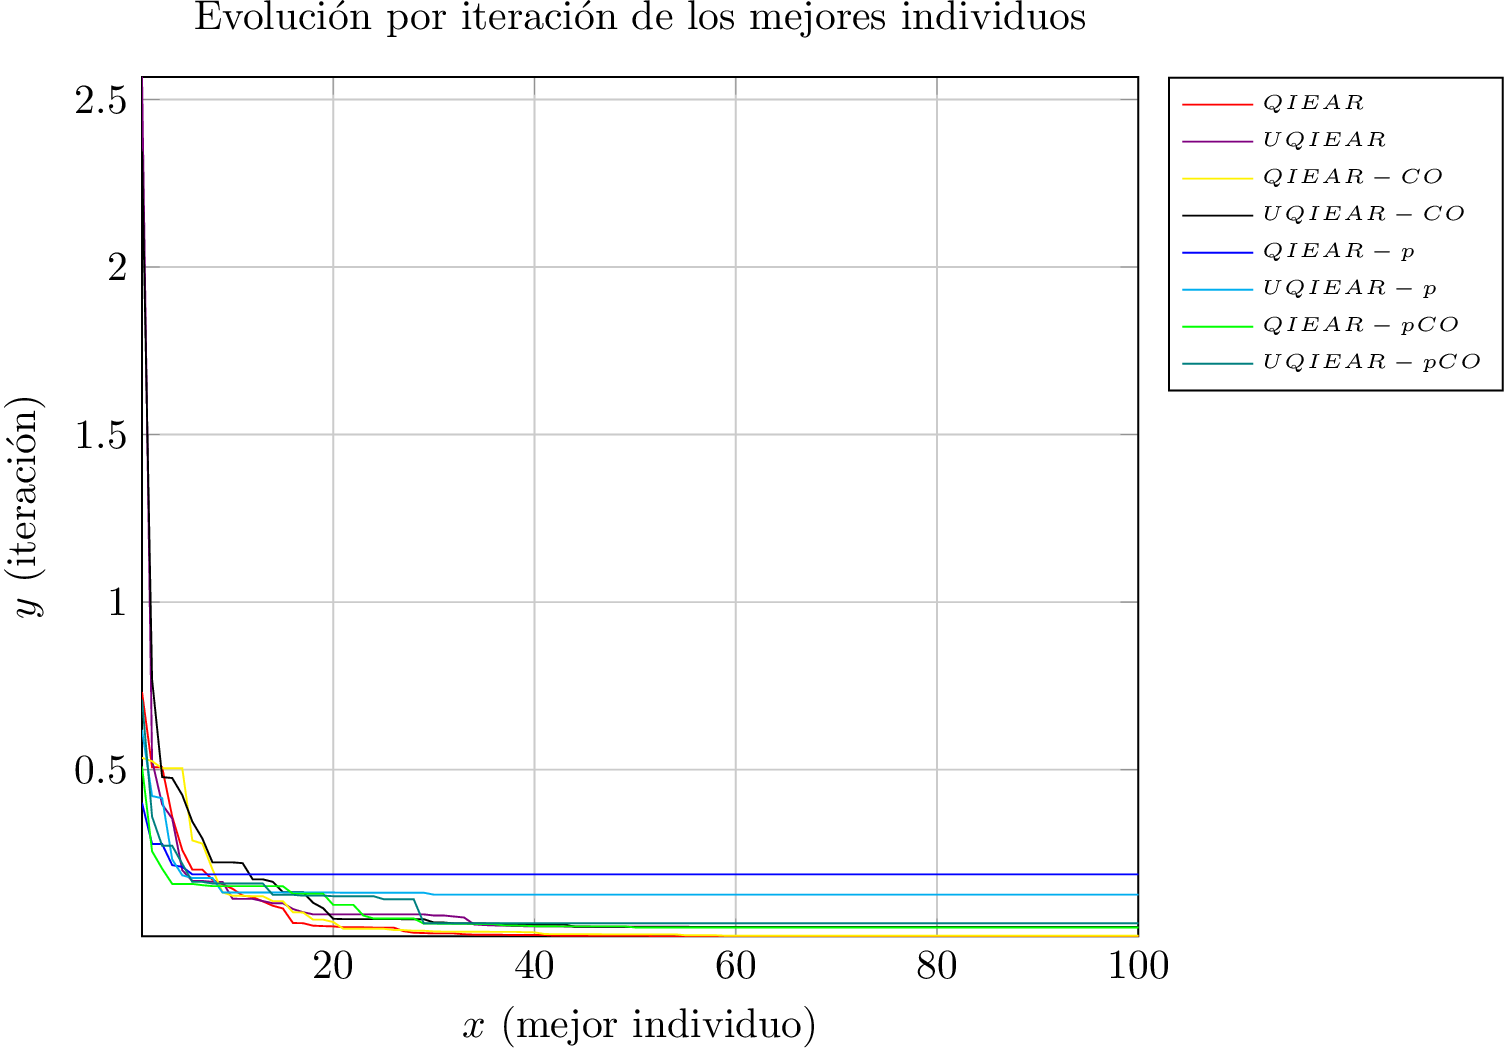 Evolución por iteración de los mejores individuos
2.5
2
1.5
1
0.5
20 40 60 80 100
y (iteración)
x (mejor individuo)
QIEAR
UQIEAR
QIEAR − CO
UQIEAR − CO
QIEAR − p
UQIEAR − p
QIEAR − pCO
UQIEAR − pCO